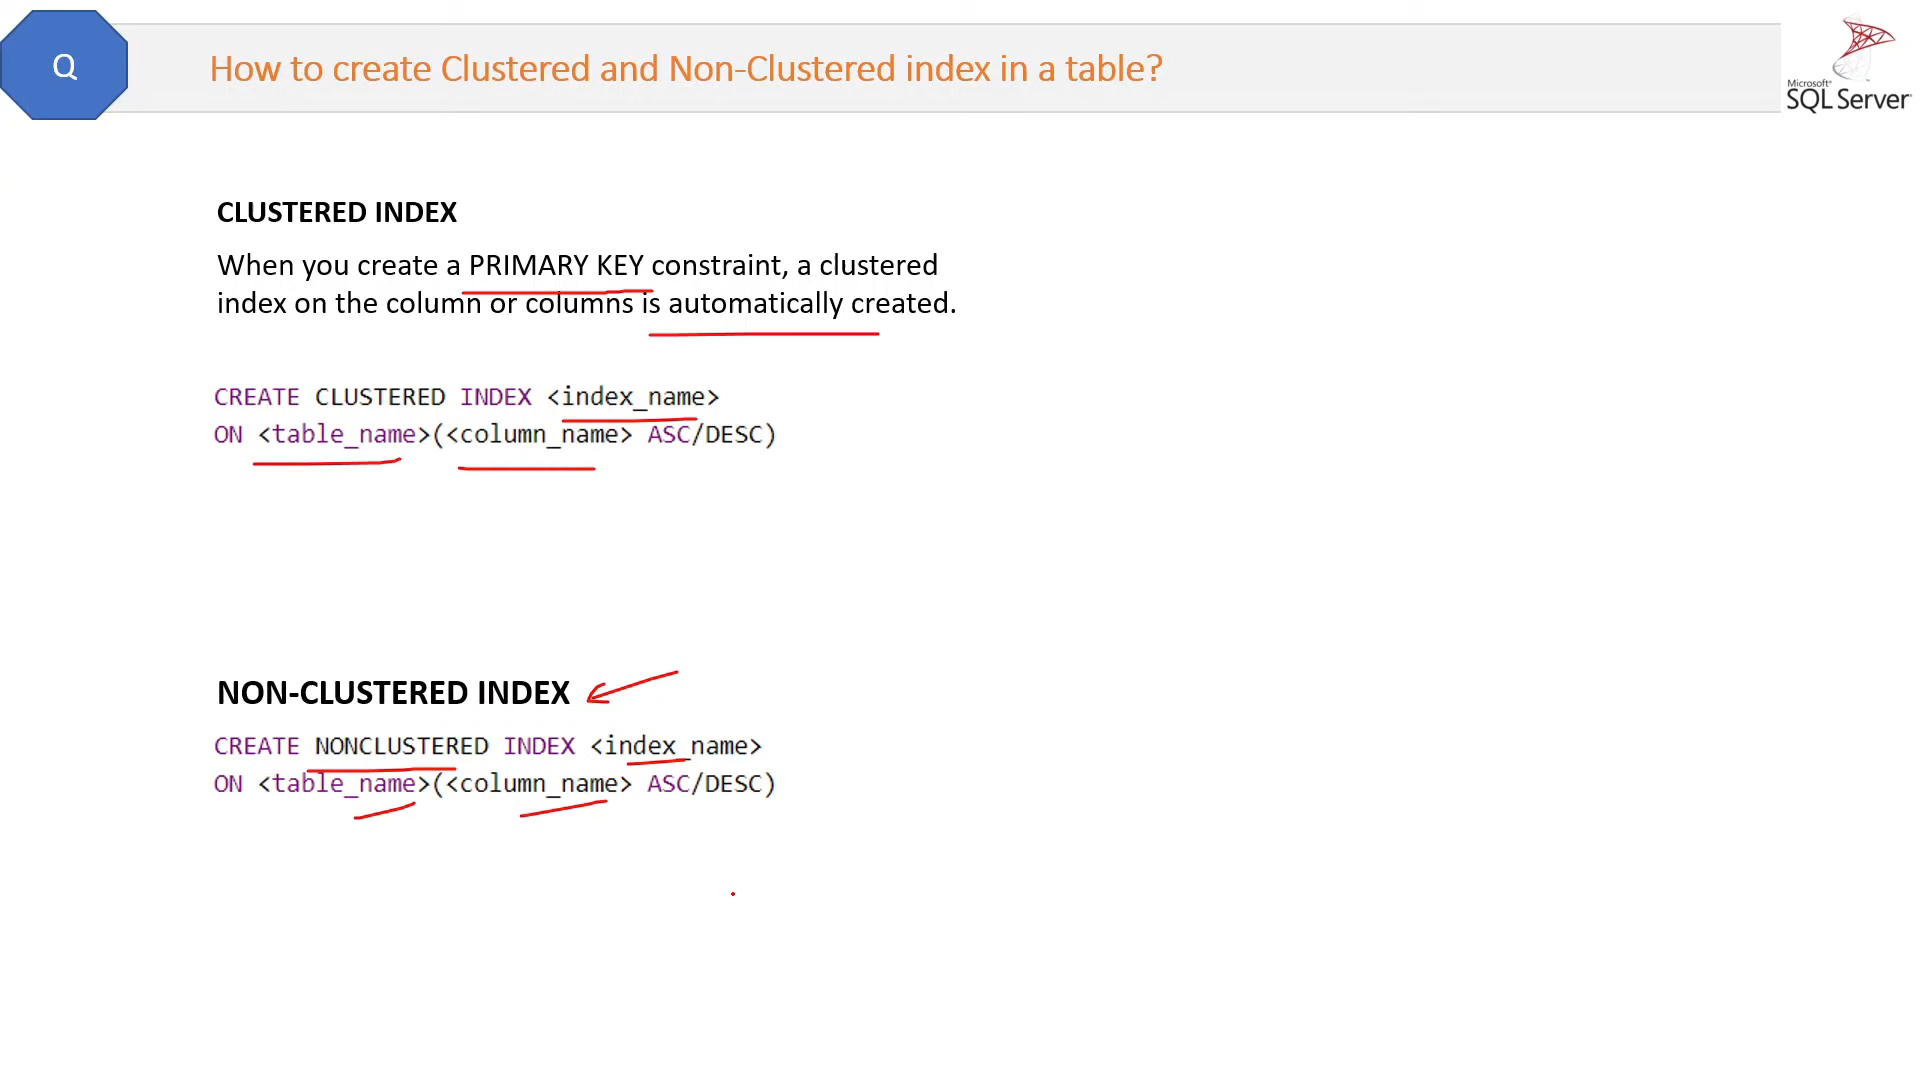 Q
How to create Clustered and Non-Clustered index in a table?
Microsoft®
SQL Server
CLUSTERED INDEX
When you create a PRIMARY KEY constraint, a clustered
index on the column or columns is automatically created.
CREATE CLUSTERED INDEX <index_name>
ON <table_name>(<column_name> ASC/DESC)
NON-CLUSTERED INDEX
CREATE NONCLUSTERED INDEX <index_name>
ON <table_name>(<column_name> ASC/DESC)